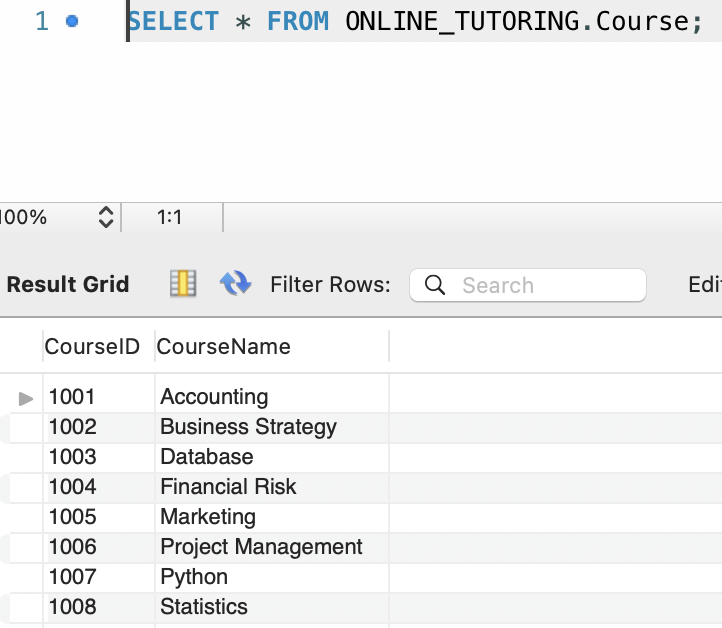 1 SELECT * FROM ONLINE_TUTORING.Course;
100% 1:1
Result Grid Filter Rows: Search Edi
CourseID CourseName
1001 Accounting
1002 Business Strategy
1003 Database
1004 Financial Risk
1005 Marketing
1006 Project Management
1007 Python
1008 Statistics